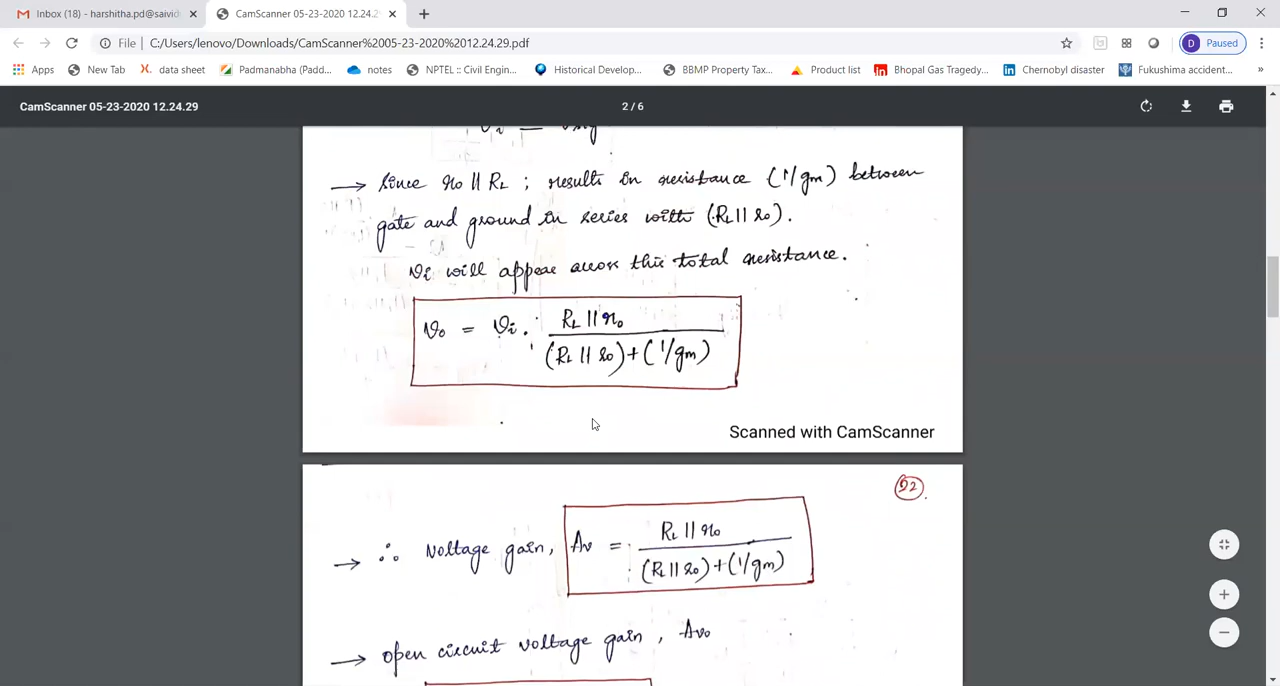 Inbox (18) - harshitha.pd@saivid
CamScanner 05-23-2020 12.24.2
File
C:/Users/lenovo/Downloads/CamScanner%2005-23-2020%2012.24.29.pdf
D Paused
Apps
New Tab
data sheet
Padmanabha (Padd...
notes
NPTEL :: Civil Engin...
Historical Develop...
BBMP Property Tax...
Product list
Bhopal Gas Tragedy...
Chernobyl disaster
Fukushima accident...
»
CamScanner 05-23-2020 12.24.29
2 / 6
→ Since ro || RL ; results in resistance (1/gm) between
gate and ground in series with (RL || ro).
vi will appear across this total resistance.
vo = vi . RL || ro / (RL || ro) + (1/gm)
Scanned with CamScanner
22
→ ∴ voltage gain, Av = RL || ro / (RL || ro) + (1/gm)
→ open circuit voltage gain, Avo